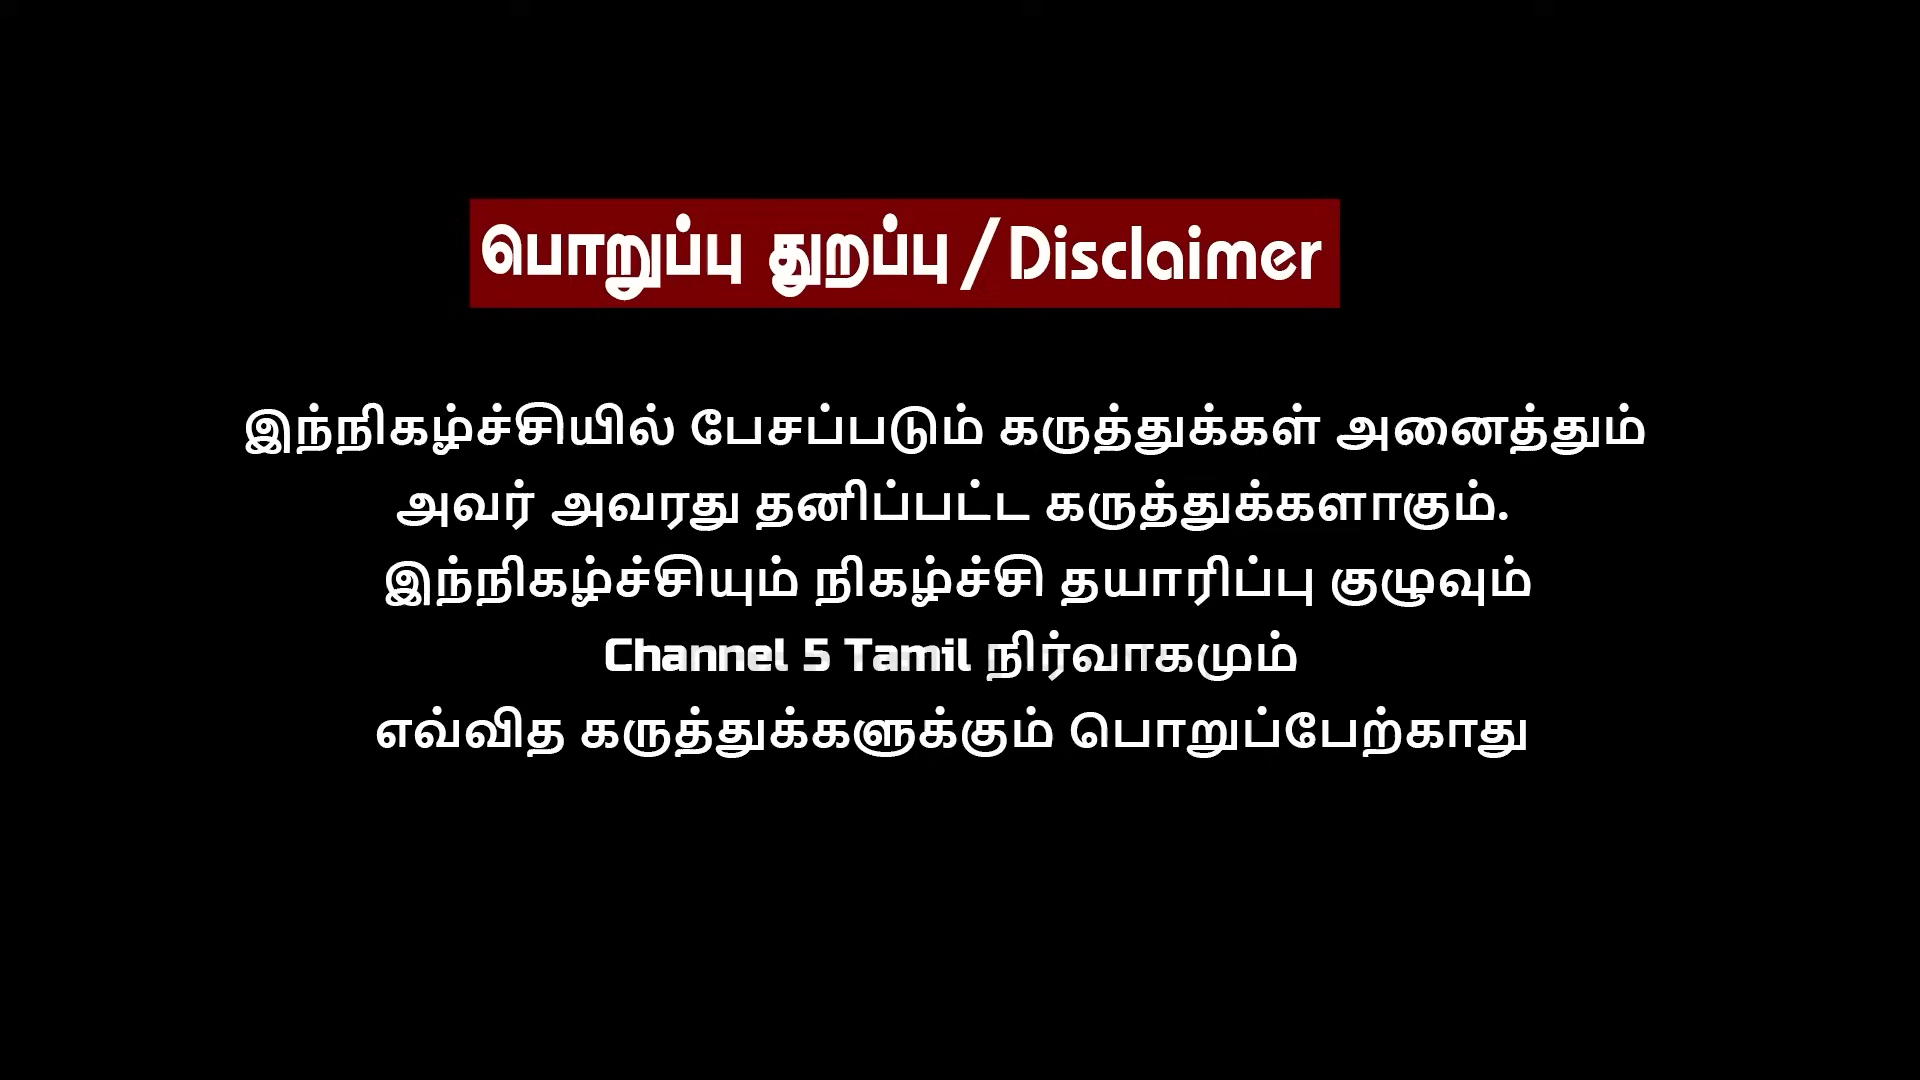 பொறுப்பு துறப்பு / Disclaimer
இந்நிகழ்ச்சியில் பேசப்படும் கருத்துக்கள் அனைத்தும்
அவர் அவரது தனிப்பட்ட கருத்துக்களாகும்.
இந்நிகழ்ச்சியும் நிகழ்ச்சி தயாரிப்பு குழுவும்
Channel 5 Tamil நிர்வாகமும்
எவ்வித கருத்துக்களுக்கும் பொறுப்பேற்காது